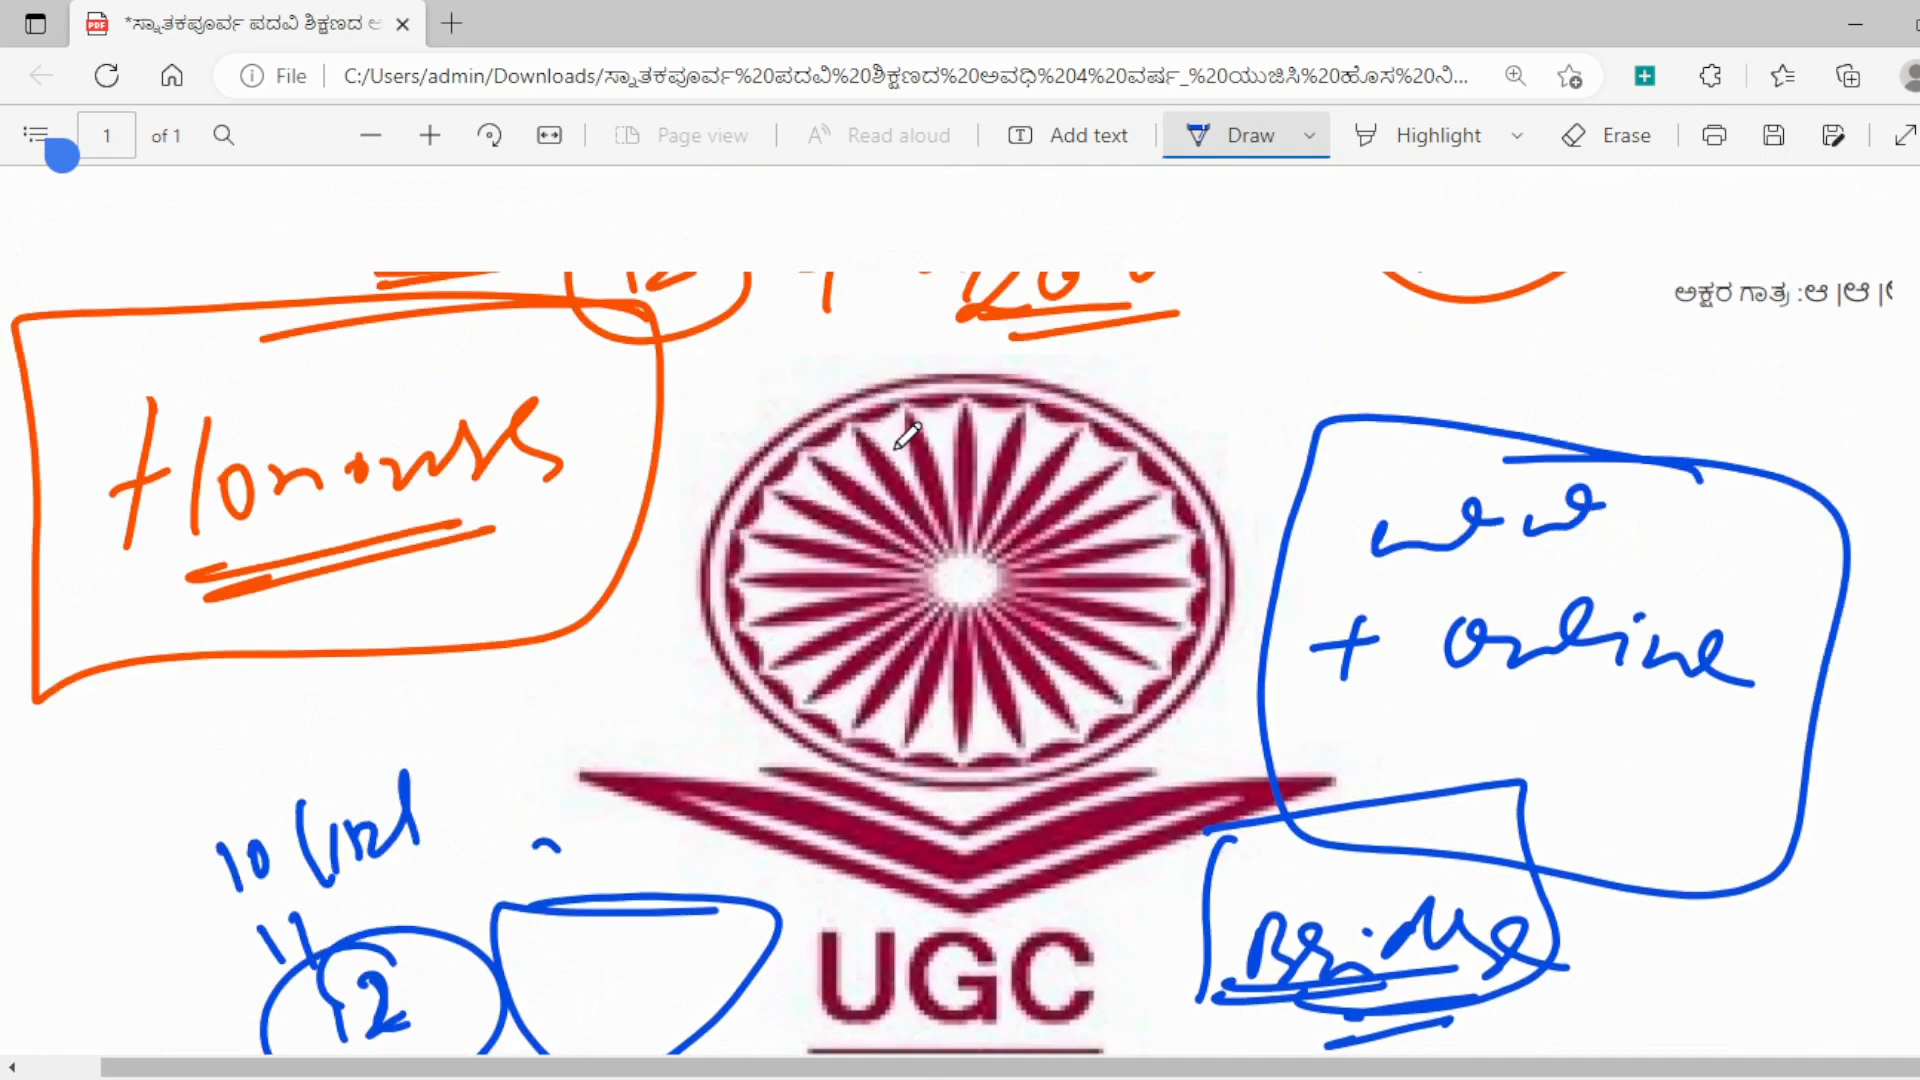 *ಸ್ನಾತಕಪೂರ್ವ ಪದವಿ ಶಿಕ್ಷಣದ ಅ
File
C:/Users/admin/Downloads/ಸ್ನಾತಕಪೂರ್ವ%20ಪದವಿ%20ಶಿಕ್ಷಣದ%20ಅವಧಿ%204%20ವರ್ಷ_%20ಯುಜಿಸಿ%20ಹೊಸ%20ನಿ...
1 of 1
Page view
Read aloud
Add text
Draw
Highlight
Erase
ಅಕ್ಷರ ಗಾತ್ರ :ಆ |ಆ |
12
Honours
+ online
10
11
12
Bridge
UGC